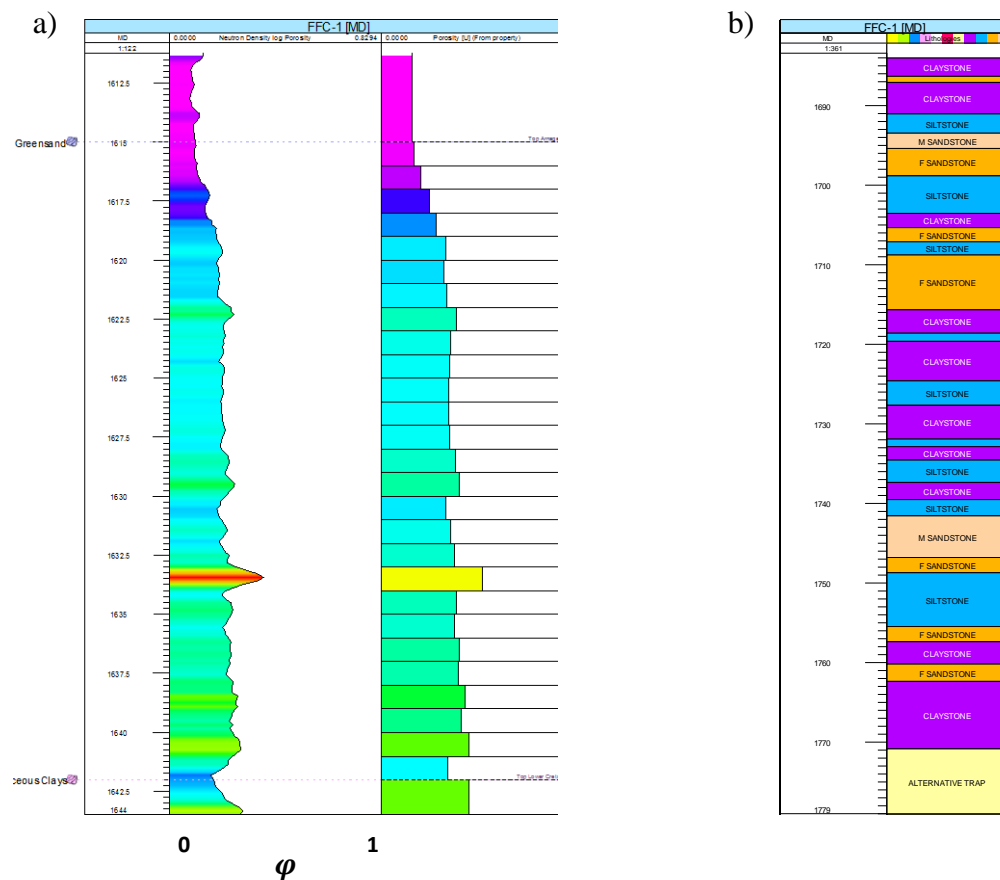 a)
FFC-1 [MD]
MD
Neutron Density log Porosity
0.0000
0.8294
0.0000
Porosity [U] (From property)
1:122
1612.5
Greensand
1615
1617.5
1620
1622.5
1625
1627.5
1630
1632.5
1635
1637.5
1640
ceous Clays
1642.5
1644
0
1
φ
b)
FFC-1 [MD]
MD
Lithologies
1:361
CLAYSTONE
CLAYSTONE
1690
SILTSTONE
M SANDSTONE
F SANDSTONE
1700
SILTSTONE
CLAYSTONE
F SANDSTONE
SILTSTONE
1710
F SANDSTONE
CLAYSTONE
1720
CLAYSTONE
SILTSTONE
1730
CLAYSTONE
CLAYSTONE
SILTSTONE
CLAYSTONE
1740
SILTSTONE
M SANDSTONE
F SANDSTONE
1750
SILTSTONE
F SANDSTONE
CLAYSTONE
1760
F SANDSTONE
CLAYSTONE
1770
ALTERNATIVE TRAP
1779